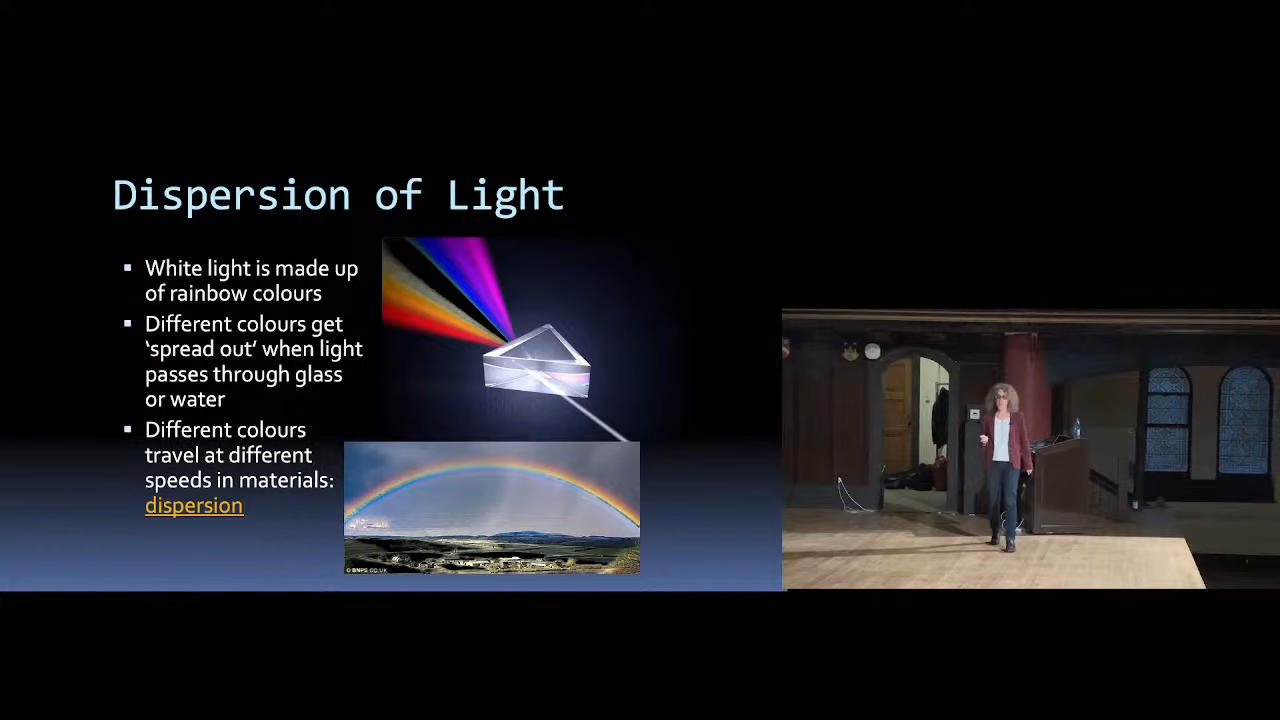 Dispersion of Light
White light is made up
of rainbow colours
Different colours get
‘spread out’ when light
passes through glass
or water
Different colours
travel at different
speeds in materials:
dispersion
© BNPS.CO.UK